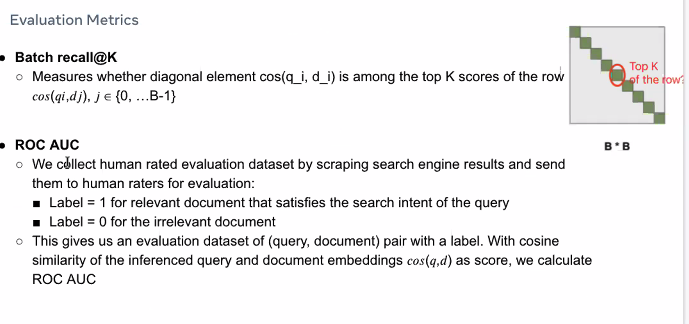 Evaluation Metrics
• Batch recall@K
○ Measures whether diagonal element cos(q_i, d_i) is among the top K scores of the row
cos(qi,dj), j ∈ {0, …B-1}
Top K
of the row?
B * B
• ROC AUC
○ We collect human rated evaluation dataset by scraping search engine results and send
them to human raters for evaluation:
■ Label = 1 for relevant document that satisfies the search intent of the query
■ Label = 0 for the irrelevant document
○ This gives us an evaluation dataset of (query, document) pair with a label. With cosine
similarity of the inferenced query and document embeddings cos(q,d) as score, we calculate
ROC AUC